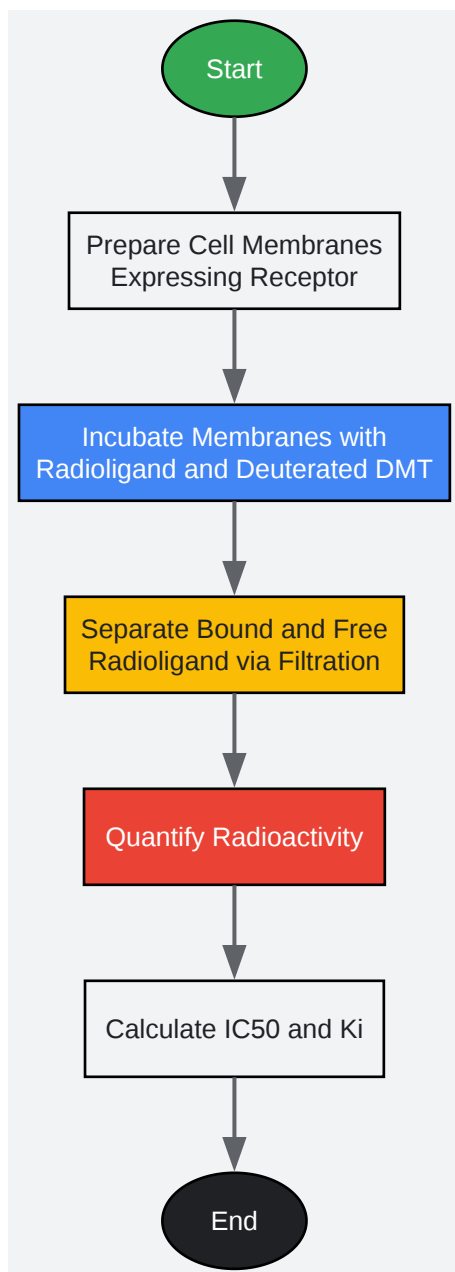 Start
Prepare Cell Membranes
Expressing Receptor
Incubate Membranes with
Radioligand and Deuterated DMT
Separate Bound and Free
Radioligand via Filtration
Quantify Radioactivity
Calculate IC50 and Ki
End